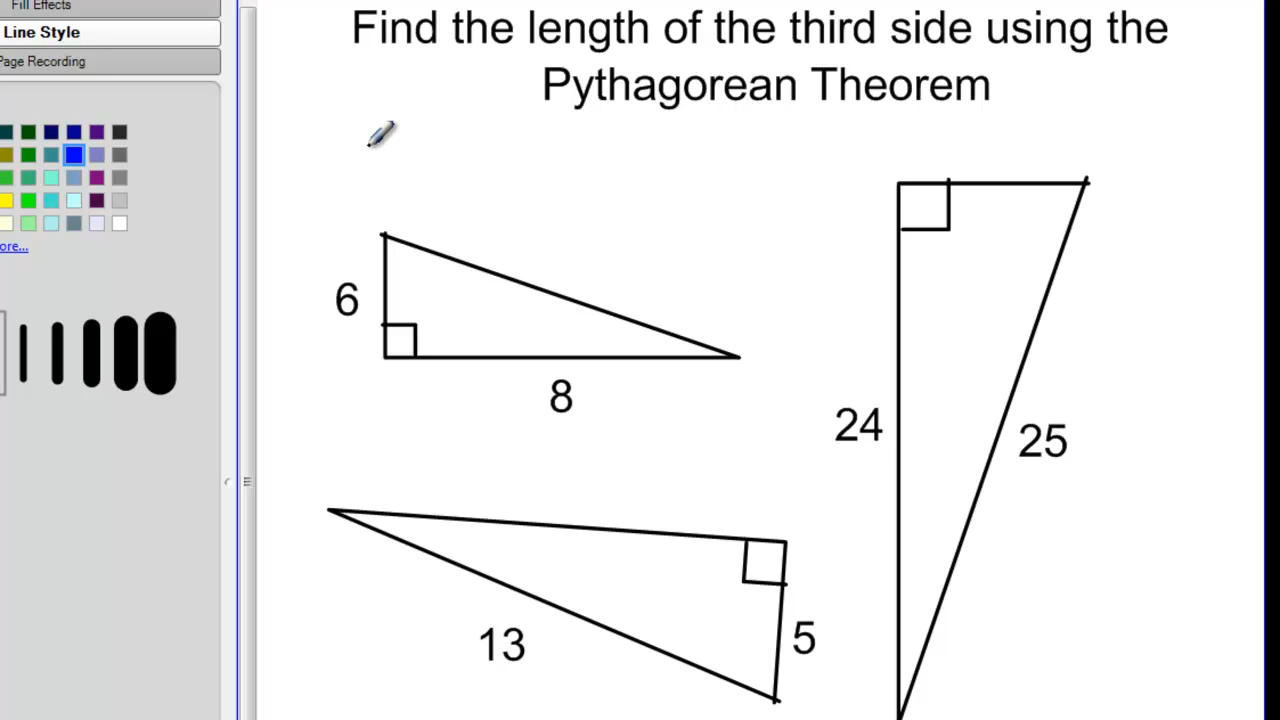 Fill Effects
Line Style
Page Recording
ore...
Find the length of the third side using the
Pythagorean Theorem
6
8
24
25
13
5